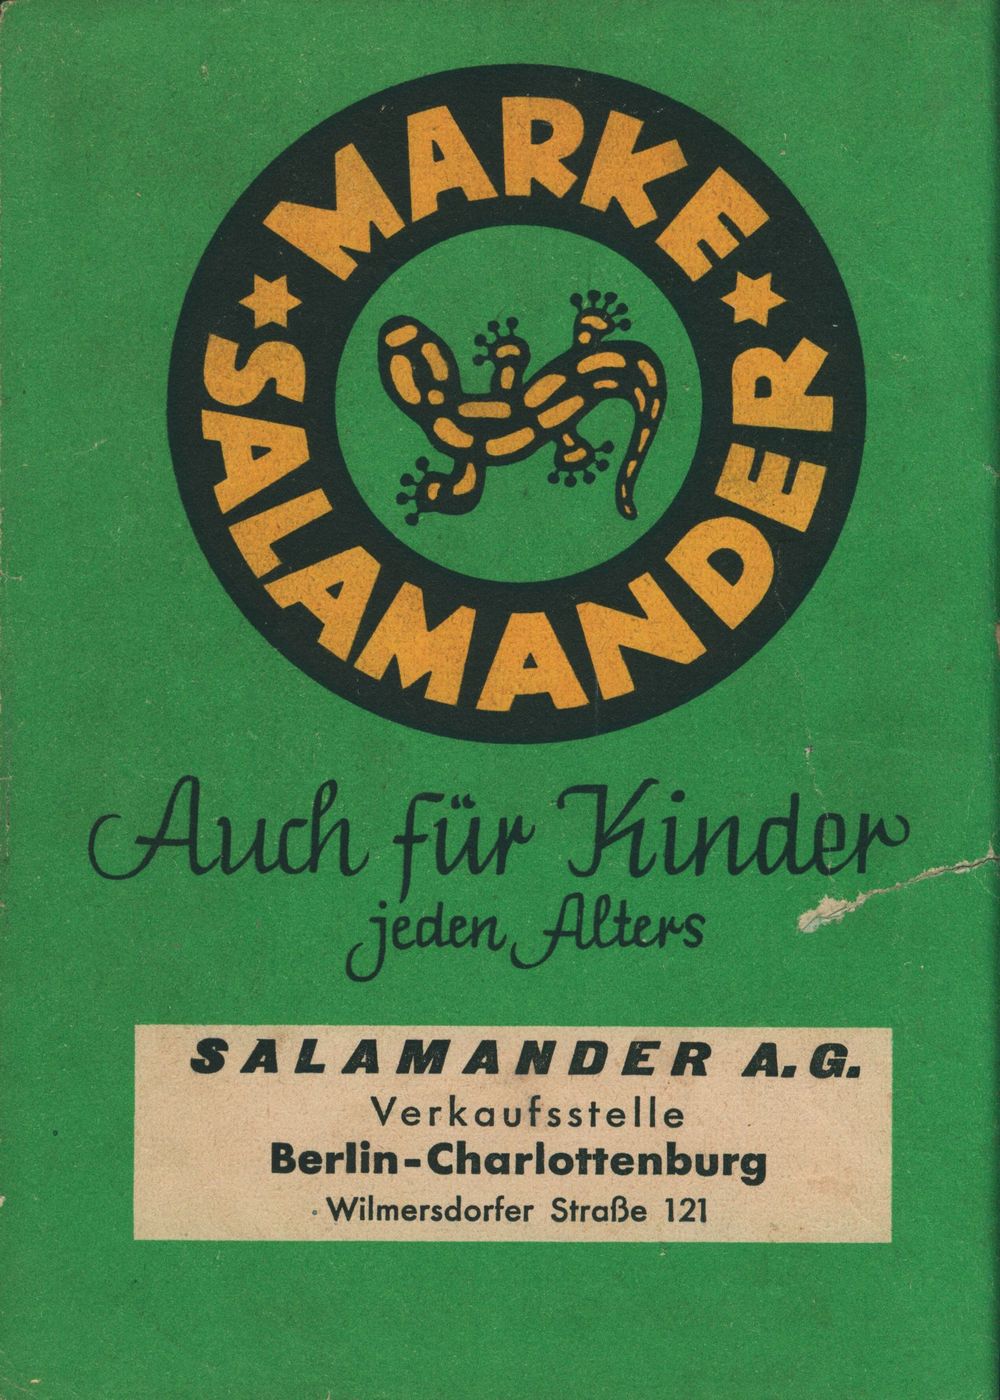 MARKE
SALAMANDER
Auch für Kinder
jeden Alters
SALAMANDER A.G.
Verkaufsstelle
Berlin-Charlottenburg
Wilmersdorfer Straße 121